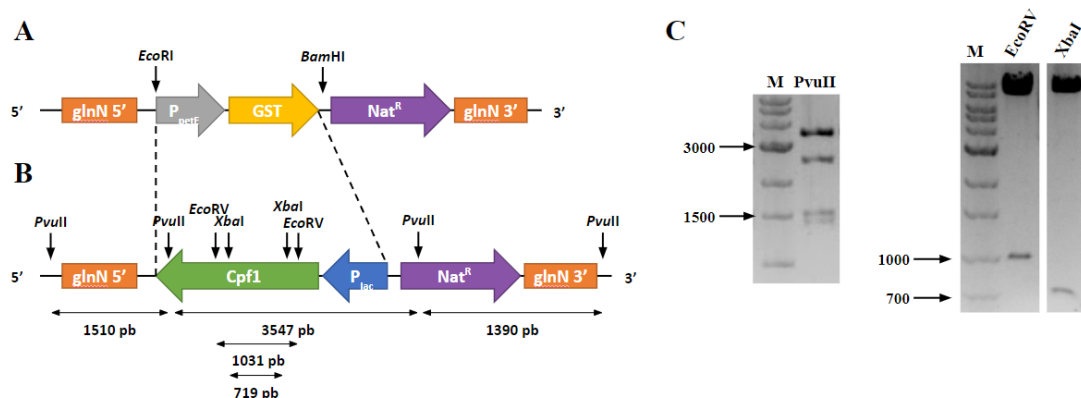 A
EcoRI
BamHI
5’ glnN 5’ PpetF GST NatR glnN 3’ 3’
B
PvuII PvuII EcoRV XbaI XbaI EcoRV PvuII PvuII
5’ glnN 5’ Cpf1 Plac NatR glnN 3’ 3’
1510 pb 3547 pb 1390 pb
1031 pb
719 pb
C
M PvuII
3000
1500
M EcoRV XbaI
1000
700